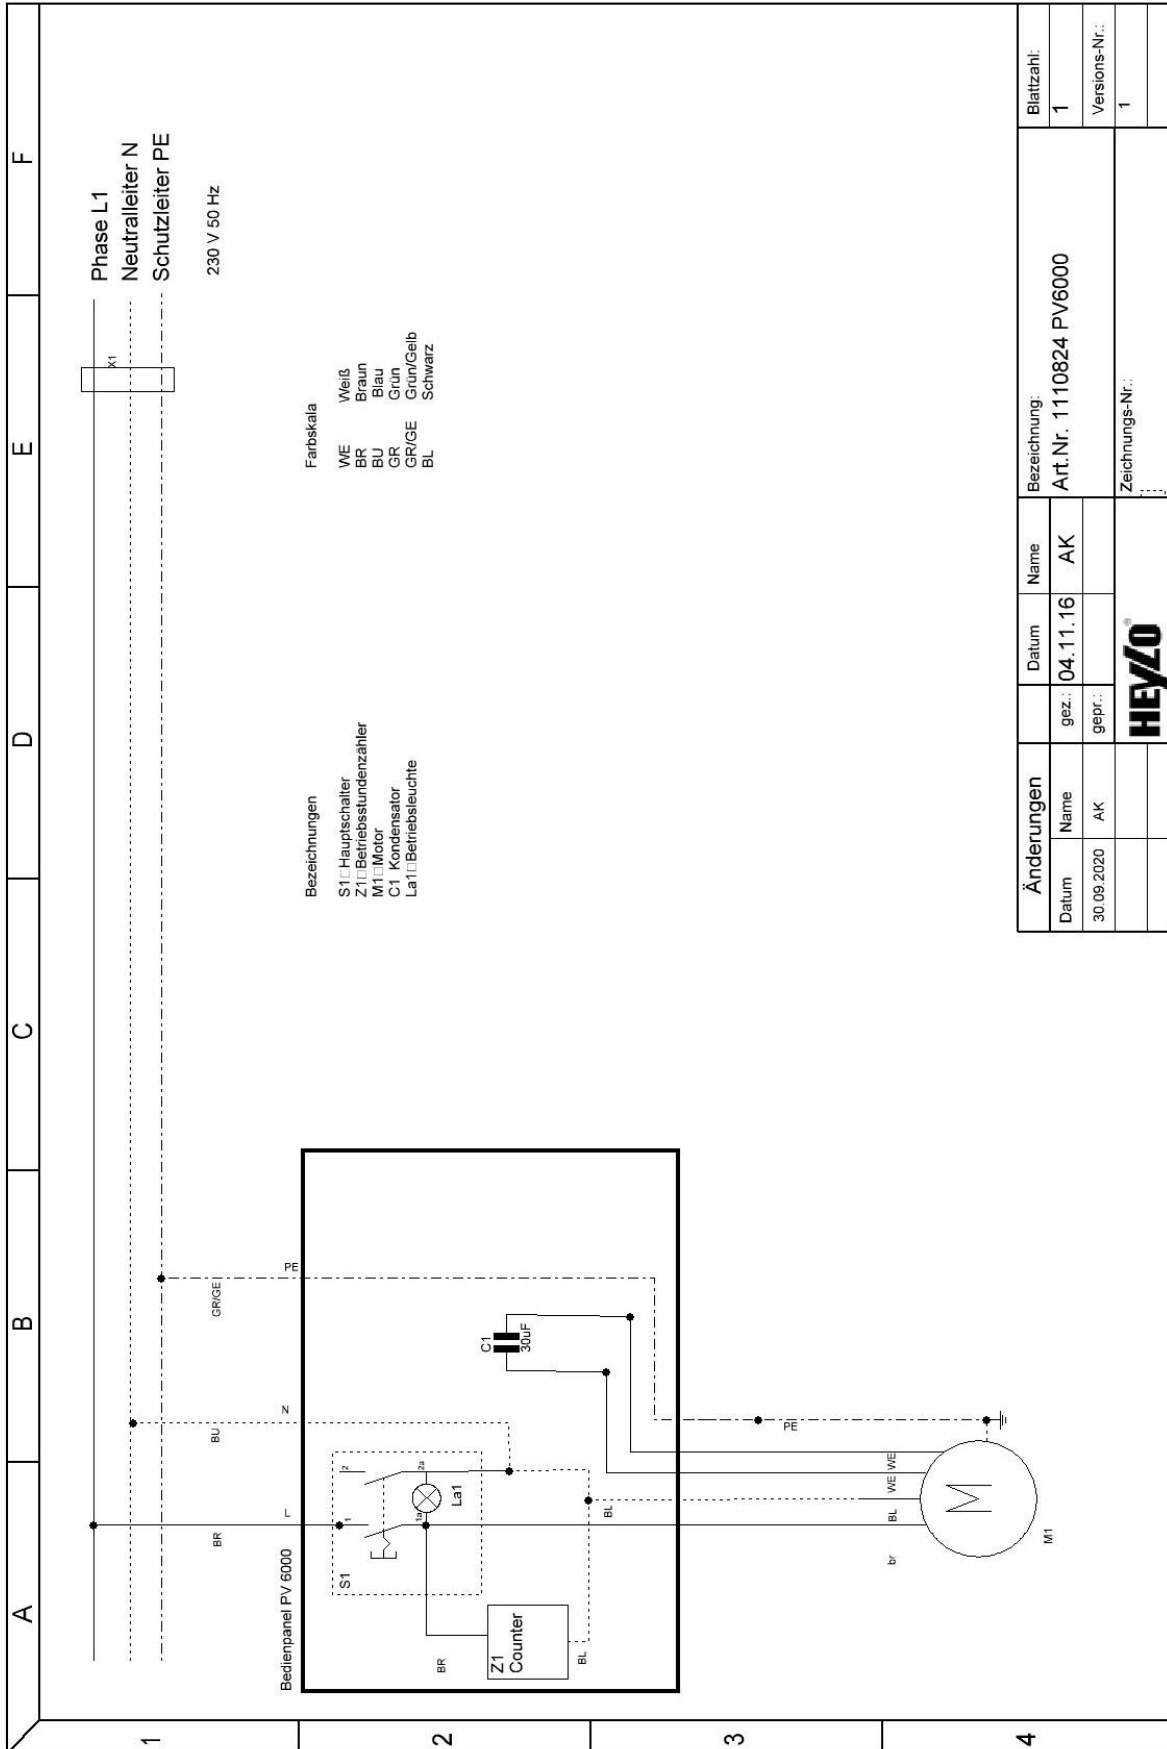 A B C D E F
1
2
3
4
Phase L1
Neutralleiter N
Schutzleiter PE
230 V 50 Hz
X1
BR
BU
GR/GE
L
N
PE
Bedienpanel PV 6000
S1
1
2
1a
2a
La1
C1
30uF
BR
Z1
Counter
BL
BL
PE
br
BL
WE
WE
M
M1
Bezeichnungen
S1□Hauptschalter
Z1□Betriebsstundenzähler
M1□Motor
C1 Kondensator
La1□Betriebsleuchte
Farbskala
WE Weiß
BR Braun
BU Blau
GR Grün
GR/GE Grün/Gelb
BL Schwarz
Änderungen
Datum Name
30.09.2020 AK
Datum Name
gez.: 04.11.16 AK
gepr.:
HEYLO®
Bezeichnung:
Art.Nr. 1110824 PV6000
Zeichnungs-Nr.:
Blattzahl:
1
Versions-Nr.:
1